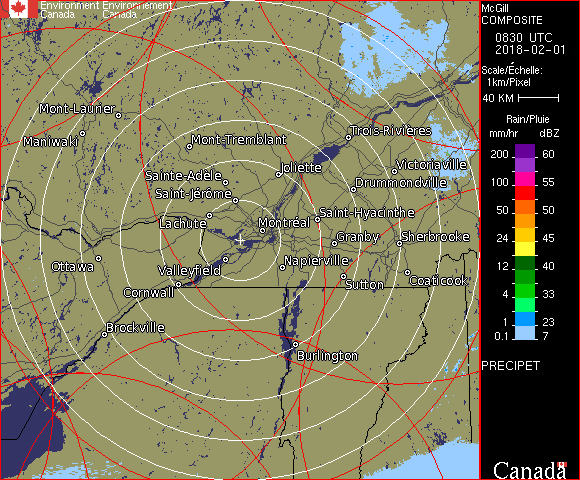 Environment Environnement
Canada Canada
McGill
COMPOSITE
0830 UTC
2018-02-01
Scale/Échelle:
1km/Pixel
40 KM
Rain/Pluie
mm/hr dBZ
200 60
100 55
50 50
24 45
12 40
4 33
1 23
0.1 7
PRECIPET
Canada
Mont-Laurier
Maniwaki
Mont-Tremblant
Trois-Rivières
Joliette
Victoriaville
Sainte-Adèle
Drummondville
Saint-Jérôme
Saint-Hyacinthe
Lachute
Montréal
Granby
Sherbrooke
Ottawa
Napierville
Valleyfield
Coaticook
Sutton
Cornwall
Brockville
Burlington